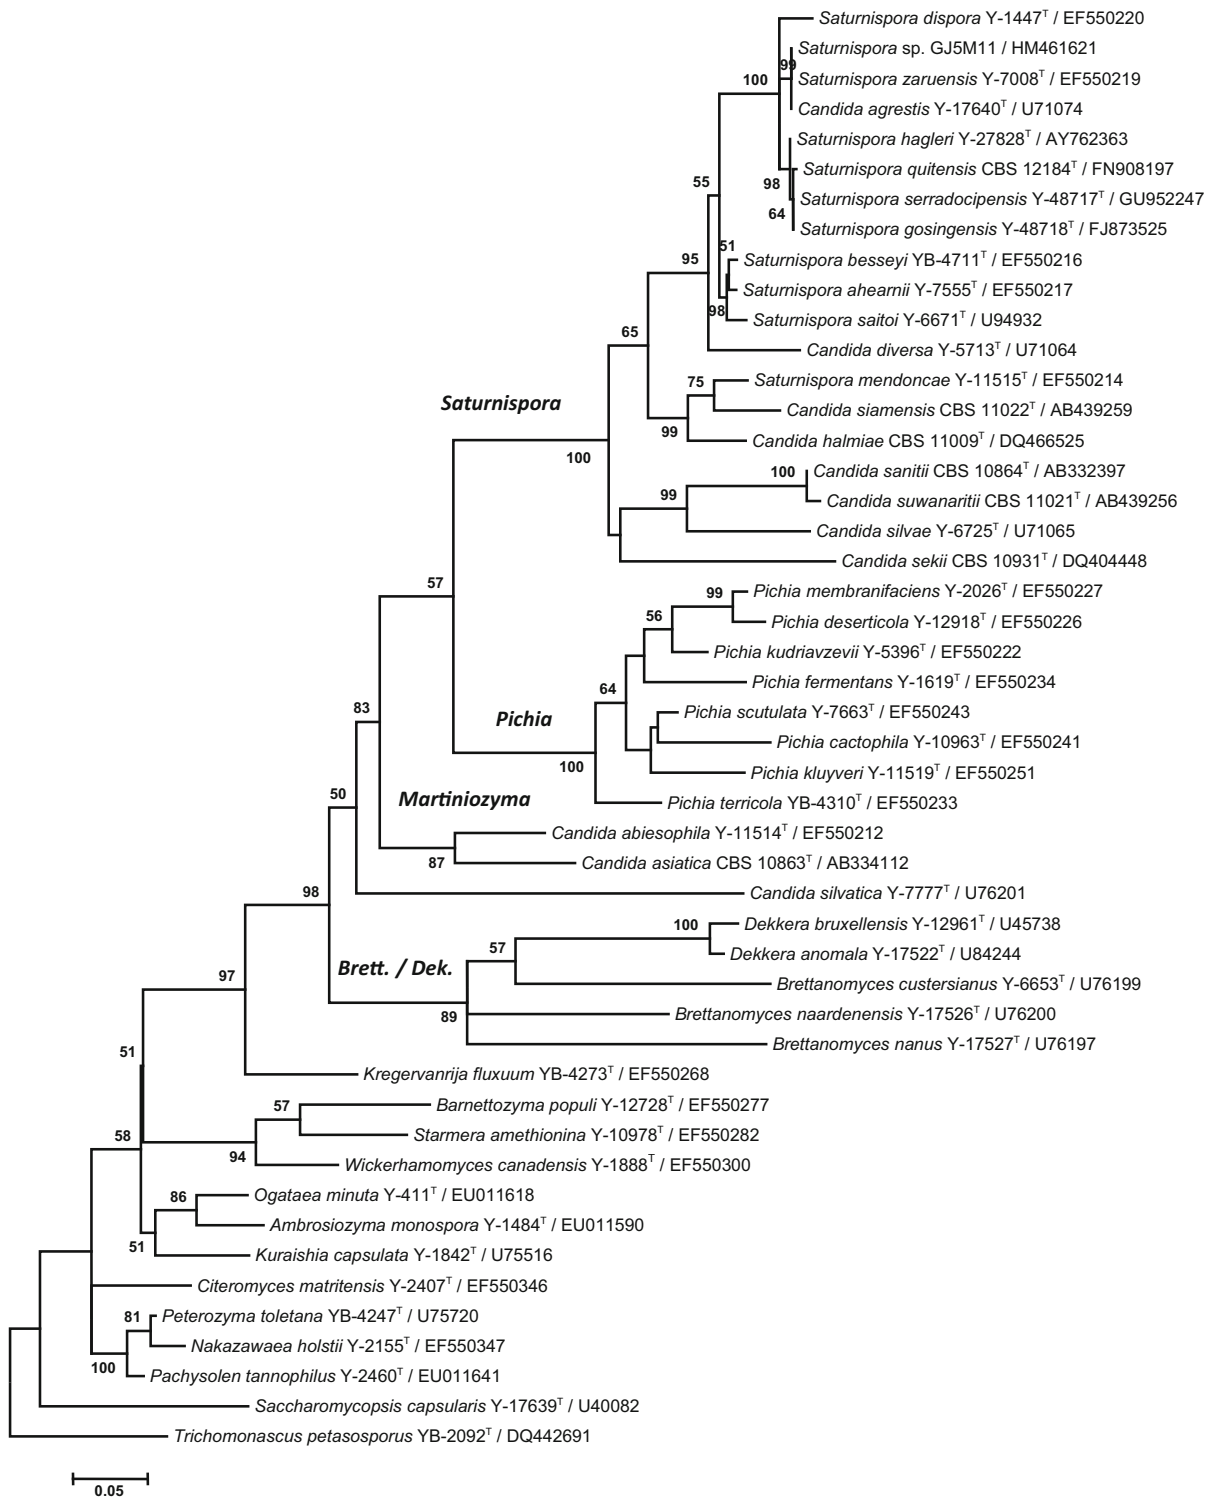 Saturnispora dispora Y-1447ᵀ / EF550220
Saturnispora sp. GJ5M11 / HM461621
99
100
Saturnispora zaruensis Y-7008ᵀ / EF550219
Candida agrestis Y-17640ᵀ / U71074
Saturnispora hagleri Y-27828ᵀ / AY762363
Saturnispora quitensis CBS 12184ᵀ / FN908197
98
55
Saturnispora serradocipensis Y-48717ᵀ / GU952247
64
Saturnispora gosingensis Y-48718ᵀ / FJ873525
51
95
Saturnispora besseyi YB-4711ᵀ / EF550216
Saturnispora ahearnii Y-7555ᵀ / EF550217
98
Saturnispora saitoi Y-6671ᵀ / U94932
65
Candida diversa Y-5713ᵀ / U71064
75
Saturnispora mendoncae Y-11515ᵀ / EF550214
Saturnispora
Candida siamensis CBS 11022ᵀ / AB439259
99
Candida halmiae CBS 11009ᵀ / DQ466525
100
100
Candida sanitii CBS 10864ᵀ / AB332397
99
Candida suwanaritii CBS 11021ᵀ / AB439256
Candida silvae Y-6725ᵀ / U71065
Candida sekii CBS 10931ᵀ / DQ404448
57
99
Pichia membranifaciens Y-2026ᵀ / EF550227
56
Pichia deserticola Y-12918ᵀ / EF550226
Pichia kudriavzevii Y-5396ᵀ / EF550222
64
Pichia fermentans Y-1619ᵀ / EF550234
83
Pichia
Pichia scutulata Y-7663ᵀ / EF550243
Pichia cactophila Y-10963ᵀ / EF550241
100
Pichia kluyveri Y-11519ᵀ / EF550251
50
Martiniozyma
Pichia terricola YB-4310ᵀ / EF550233
Candida abiesophila Y-11514ᵀ / EF550212
87
Candida asiatica CBS 10863ᵀ / AB334112
98
Candida silvatica Y-7777ᵀ / U76201
100
Dekkera bruxellensis Y-12961ᵀ / U45738
57
Brett. / Dek.
Dekkera anomala Y-17522ᵀ / U84244
97
Brettanomyces custersianus Y-6653ᵀ / U76199
89
Brettanomyces naardenensis Y-17526ᵀ / U76200
Brettanomyces nanus Y-17527ᵀ / U76197
51
Kregervanrija fluxuum YB-4273ᵀ / EF550268
57
Barnettozyma populi Y-12728ᵀ / EF550277
58
Starmera amethionina Y-10978ᵀ / EF550282
94
Wickerhamomyces canadensis Y-1888ᵀ / EF550300
86
Ogataea minuta Y-411ᵀ / EU011618
Ambrosiozyma monospora Y-1484ᵀ / EU011590
51
Kuraishia capsulata Y-1842ᵀ / U75516
Citeromyces matritensis Y-2407ᵀ / EF550346
81
Peterozyma toletana YB-4247ᵀ / U75720
Nakazawaea holstii Y-2155ᵀ / EF550347
100
Pachysolen tannophilus Y-2460ᵀ / EU011641
Saccharomycopsis capsularis Y-17639ᵀ / U40082
Trichomonascus petasosporus YB-2092ᵀ / DQ442691
0.05